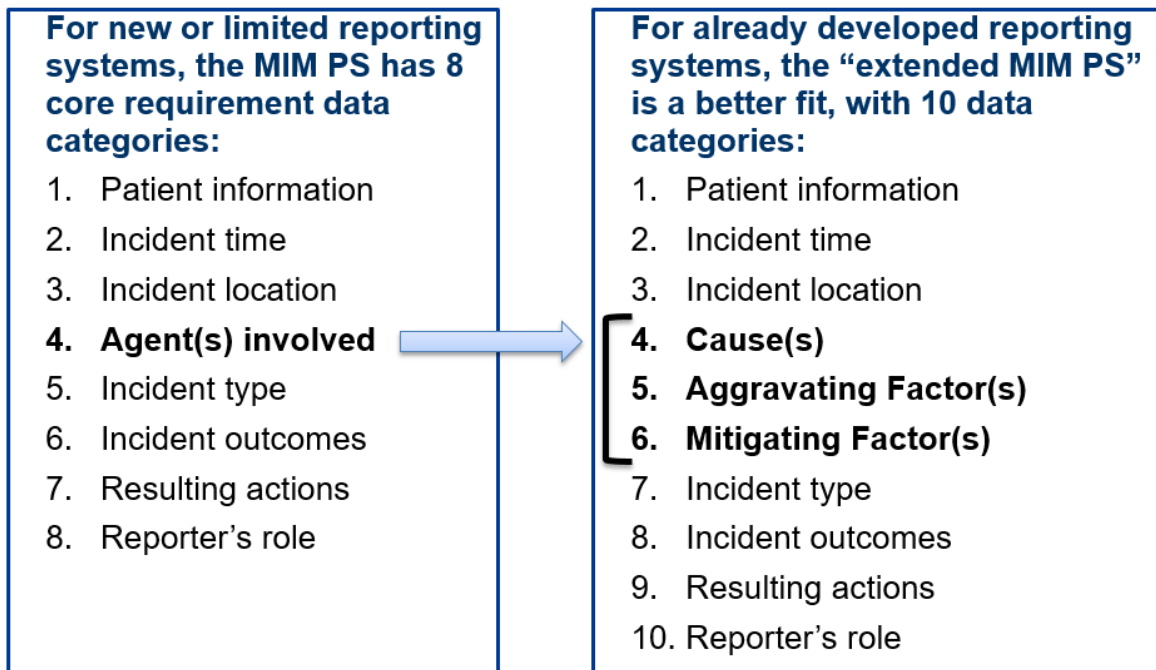 For new or limited reporting
systems, the MIM PS has 8
core requirement data
categories:
1. Patient information
2. Incident time
3. Incident location
4. Agent(s) involved
5. Incident type
6. Incident outcomes
7. Resulting actions
8. Reporter’s role
For already developed reporting
systems, the “extended MIM PS”
is a better fit, with 10 data
categories:
1. Patient information
2. Incident time
3. Incident location
4. Cause(s)
5. Aggravating Factor(s)
6. Mitigating Factor(s)
7. Incident type
8. Incident outcomes
9. Resulting actions
10. Reporter’s role